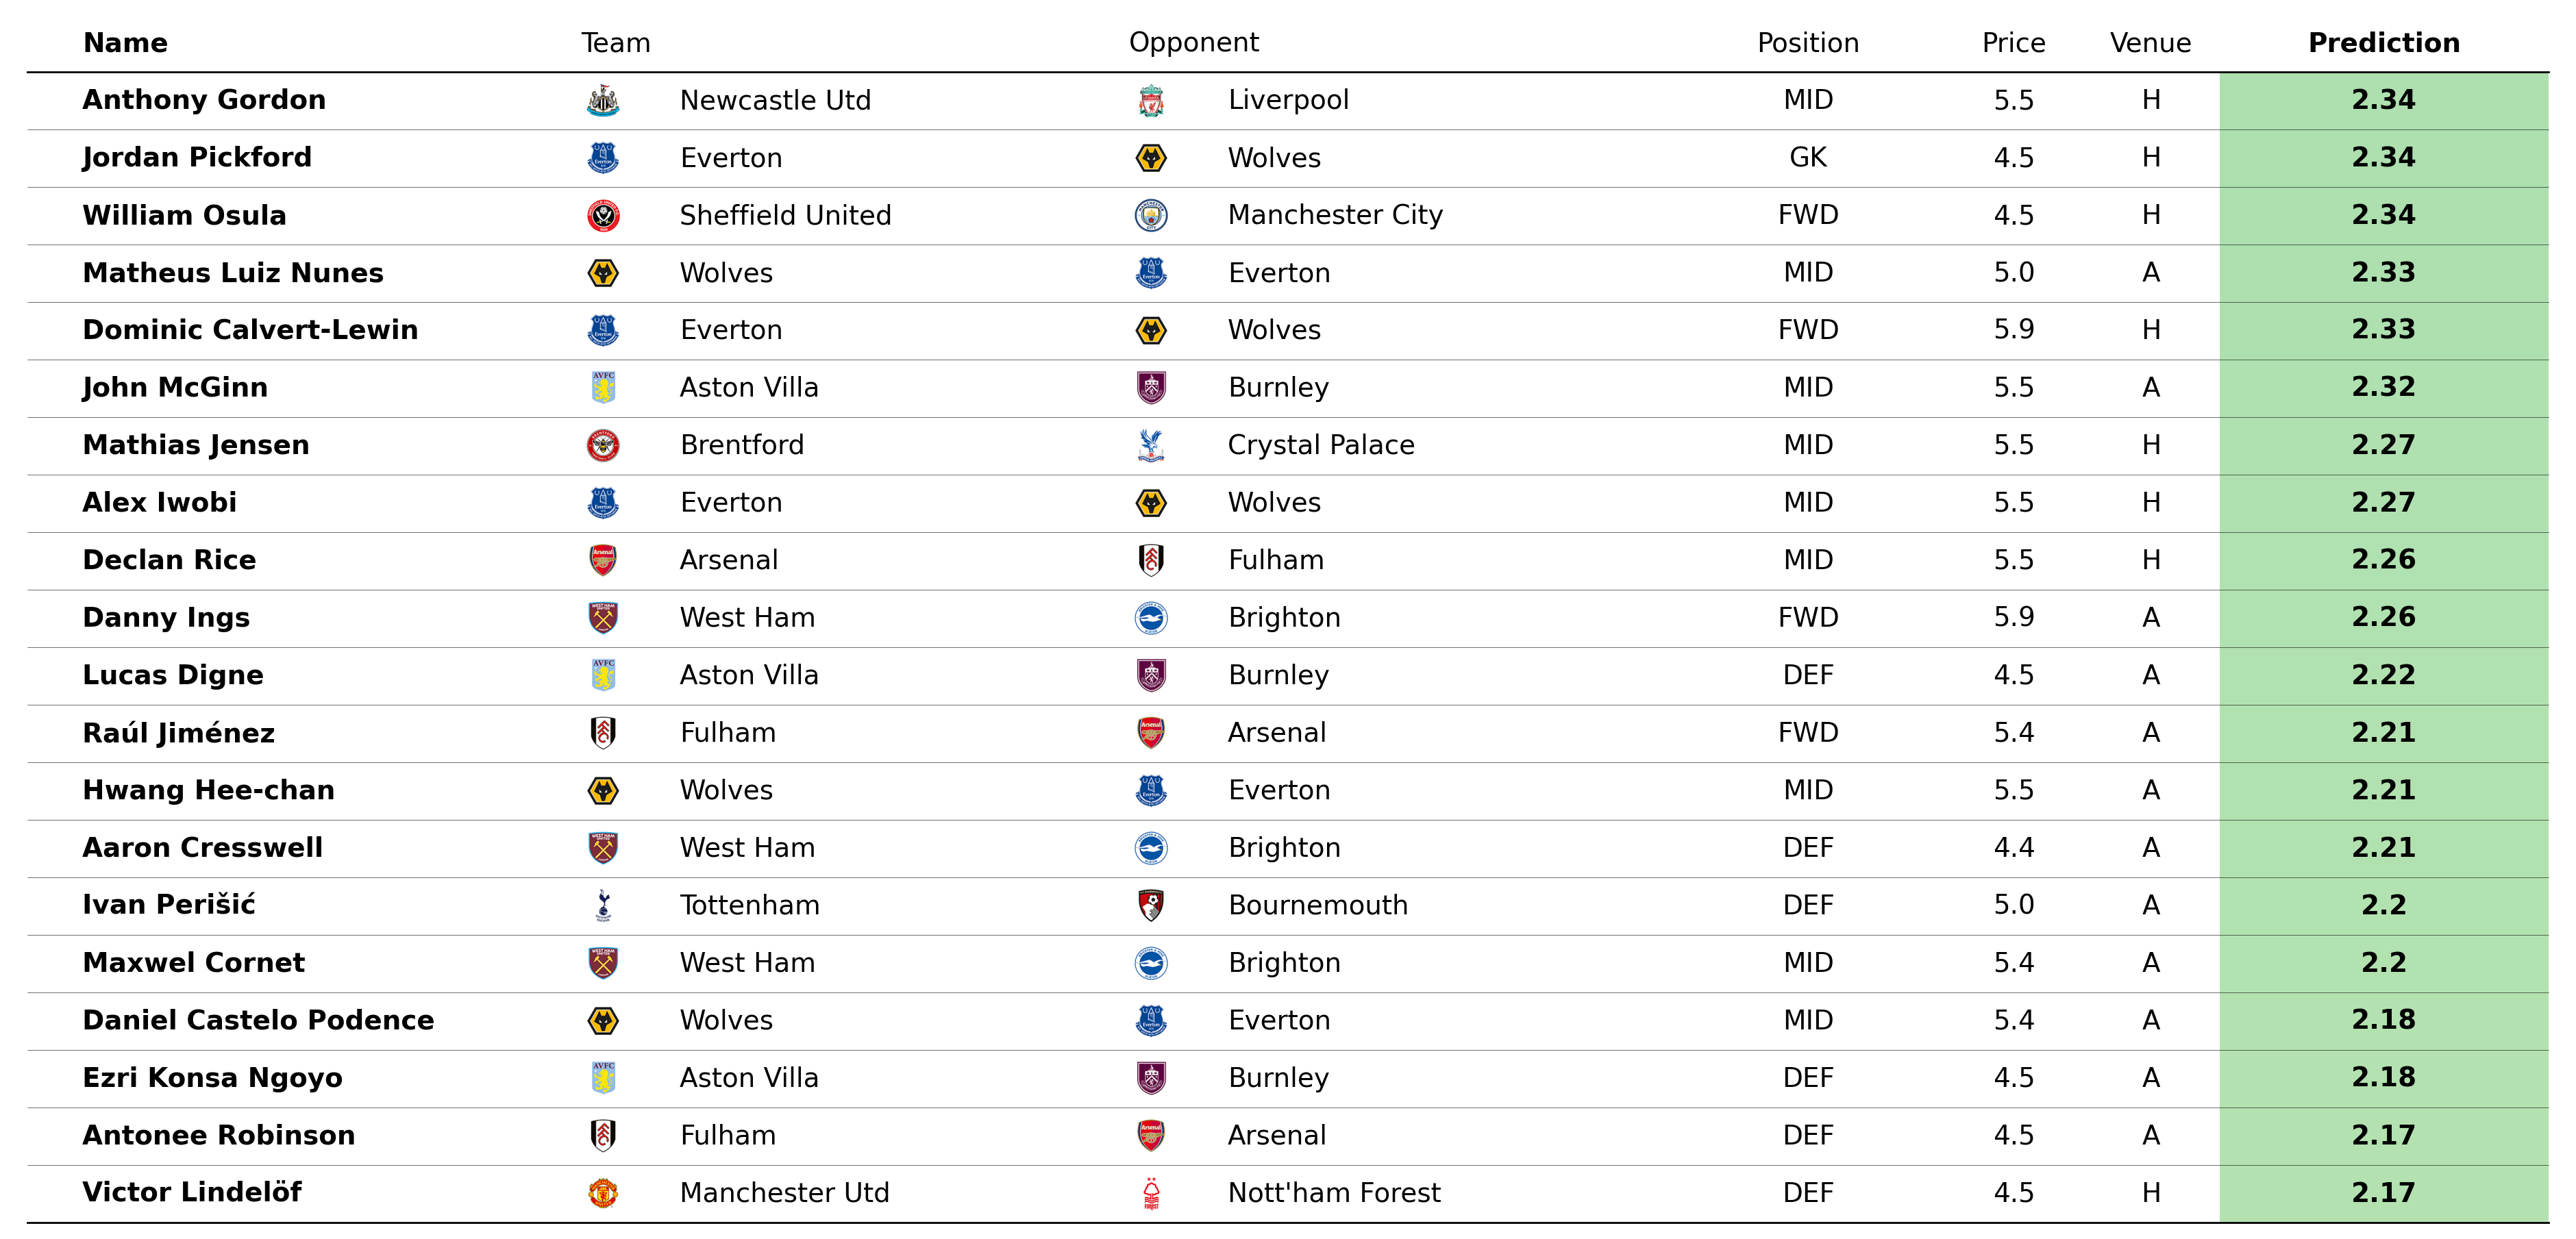 Name Team Opponent Position Price Venue Prediction
Anthony Gordon Newcastle Utd Liverpool MID 5.5 H 2.34
Jordan Pickford Everton Wolves GK 4.5 H 2.34
William Osula Sheffield United Manchester City FWD 4.5 H 2.34
Matheus Luiz Nunes Wolves Everton MID 5.0 A 2.33
Dominic Calvert-Lewin Everton Wolves FWD 5.9 H 2.33
John McGinn Aston Villa Burnley MID 5.5 A 2.32
Mathias Jensen Brentford Crystal Palace MID 5.5 H 2.27
Alex Iwobi Everton Wolves MID 5.5 H 2.27
Declan Rice Arsenal Fulham MID 5.5 H 2.26
Danny Ings West Ham Brighton FWD 5.9 A 2.26
Lucas Digne Aston Villa Burnley DEF 4.5 A 2.22
Raúl Jiménez Fulham Arsenal FWD 5.4 A 2.21
Hwang Hee-chan Wolves Everton MID 5.5 A 2.21
Aaron Cresswell West Ham Brighton DEF 4.4 A 2.21
Ivan Perišić Tottenham Bournemouth DEF 5.0 A 2.2
Maxwel Cornet West Ham Brighton MID 5.4 A 2.2
Daniel Castelo Podence Wolves Everton MID 5.4 A 2.18
Ezri Konsa Ngoyo Aston Villa Burnley DEF 4.5 A 2.18
Antonee Robinson Fulham Arsenal DEF 4.5 A 2.17
Victor Lindelöf Manchester Utd Nott'ham Forest DEF 4.5 H 2.17